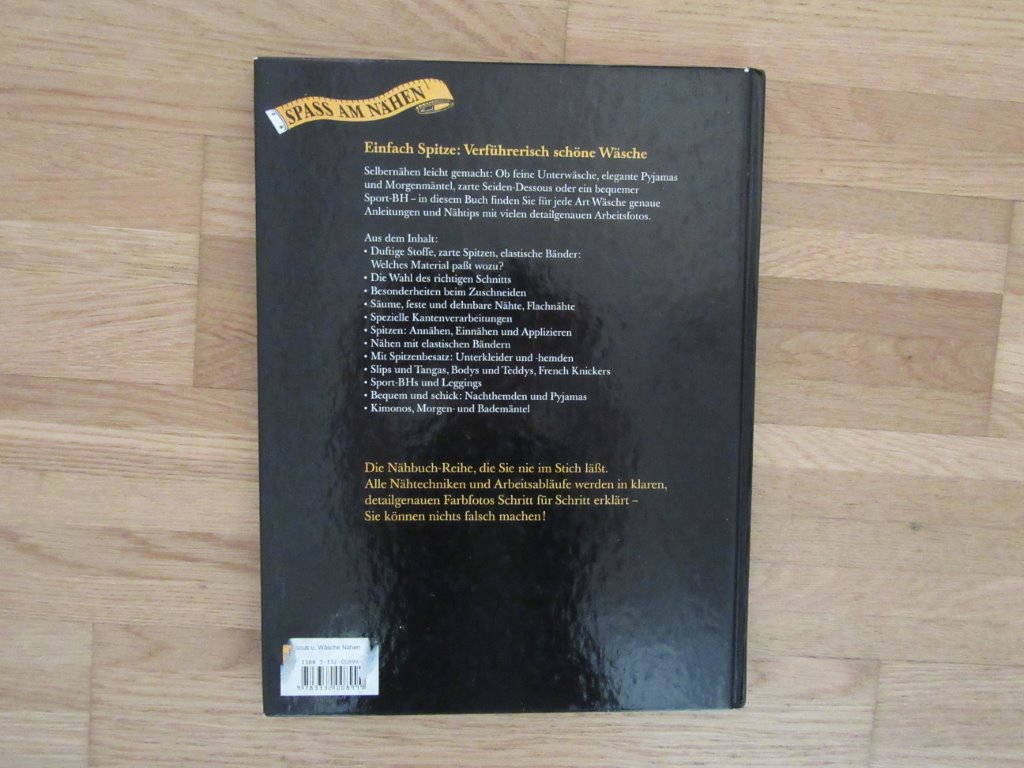 SPASS AM NÄHEN
Einfach Spitze: Verführerisch schöne Wäsche
Selbernähen leicht gemacht: Ob feine Unterwäsche, elegante Pyjamas
und Morgenmäntel, zarte Seiden-Dessous oder ein bequemer
Sport-BH – in diesem Buch finden Sie für jede Art Wäsche genaue
Anleitungen und Nähtips mit vielen detailgenauen Arbeitsfotos.
Aus dem Inhalt:
• Duftige Stoffe, zarte Spitzen, elastische Bänder:
Welches Material paßt wozu?
• Die Wahl des richtigen Schnitts
• Besonderheiten beim Zuschneiden
• Säume, feste und dehnbare Nähte, Flachnähte
• Spezielle Kantenverarbeitungen
• Spitzen: Annähen, Einnähen und Applizieren
• Nähen mit elastischen Bändern
• Mit Spitzenbesatz: Unterkleider und -hemden
• Slips und Tangas, Bodys und Teddys, French Knickers
• Sport-BHs und Leggings
• Bequem und schick: Nachthemden und Pyjamas
• Kimonos, Morgen- und Bademäntel
Die Nähbuch-Reihe, die Sie nie im Stich läßt.
Alle Nähtechniken und Arbeitsabläufe werden in klaren,
detailgenauen Farbfotos Schritt für Schritt erklärt –
Sie können nichts falsch machen!
u. Wäsche Nähen
ISBN